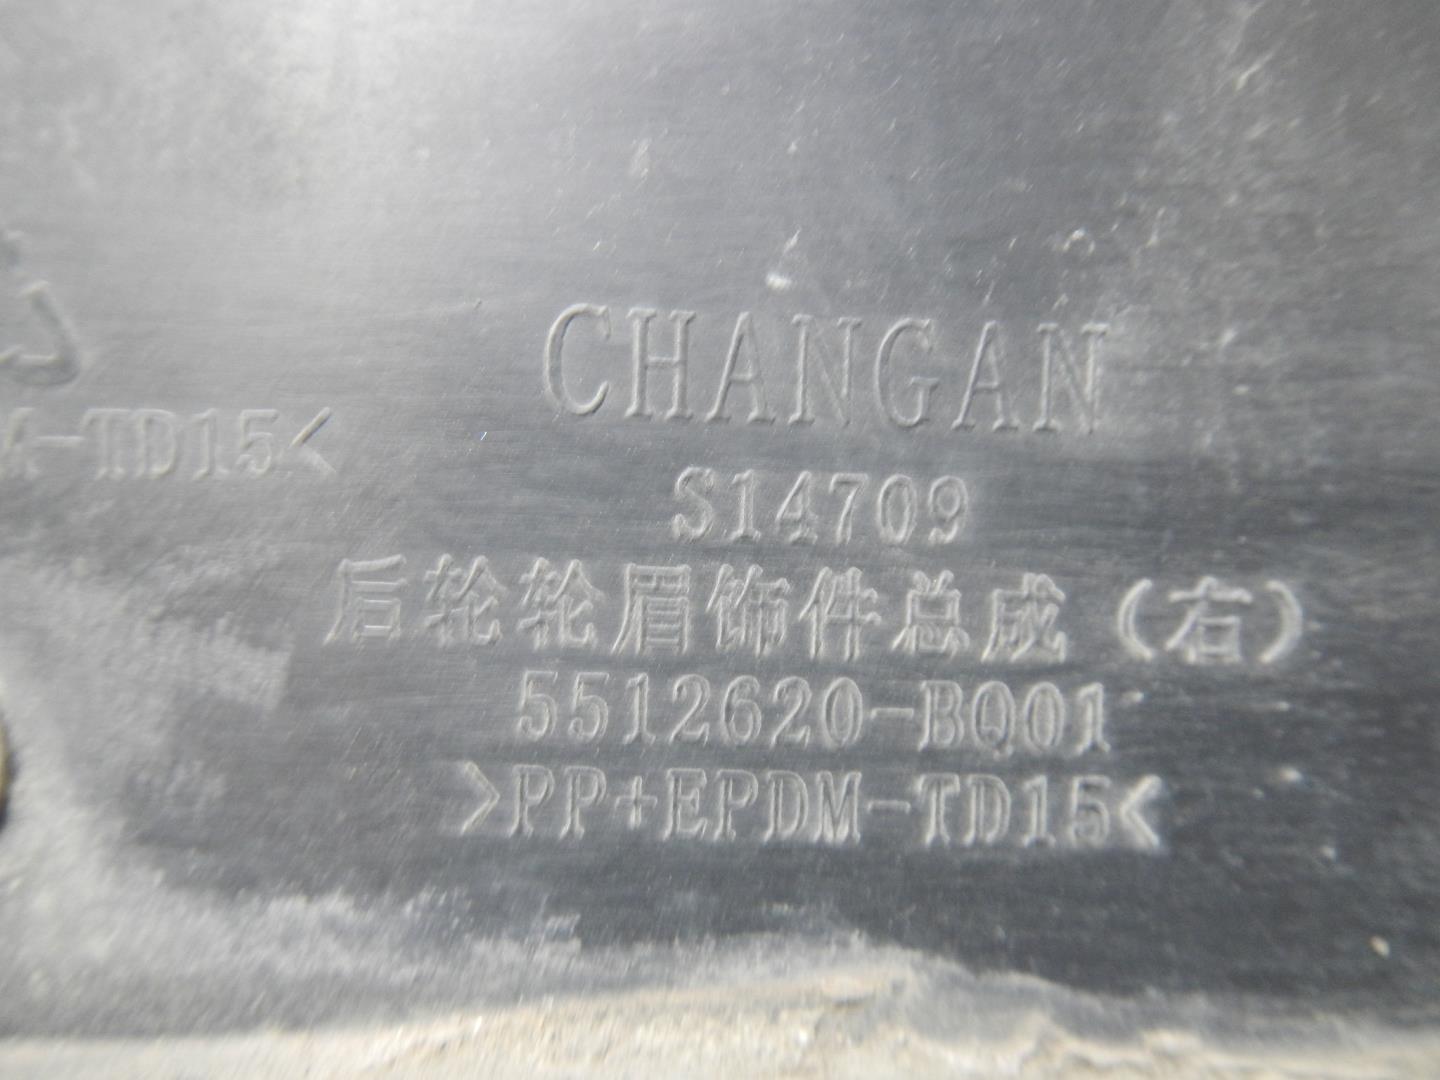 CHANGAN
-TD15<
S14709
后轮轮眉饰件总成(右)
5512620-BQ01
>PP+EPDM-TD15<